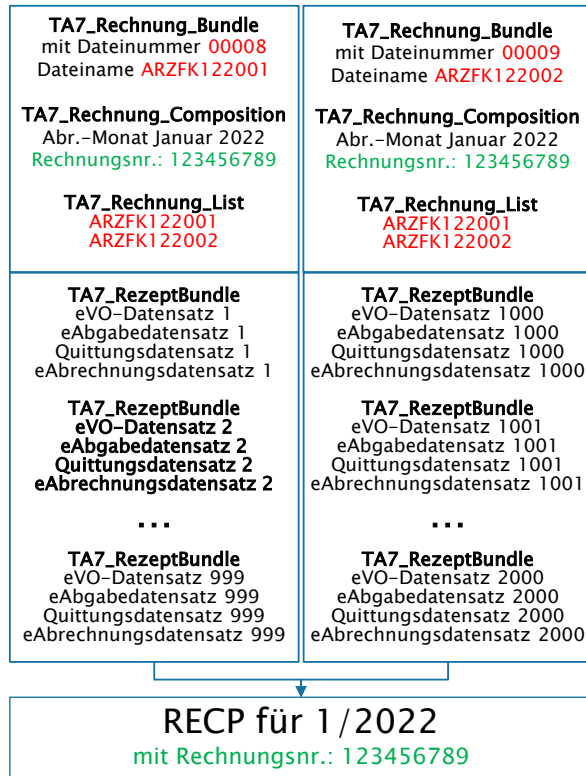 TA7_Rechnung_Bundle
mit Dateinummer 00008
Dateiname ARZFK122001
TA7_Rechnung_Composition
Abr.-Monat Januar 2022
Rechnungsnr.: 123456789
TA7_Rechnung_List
ARZFK122001
ARZFK122002
TA7_RezeptBundle
eVO-Datensatz 1
eAbgabedatensatz 1
Quittungsdatensatz 1
eAbrechnungsdatensatz 1
TA7_RezeptBundle
eVO-Datensatz 2
eAbgabedatensatz 2
Quittungsdatensatz 2
eAbrechnungsdatensatz 2
...
TA7_RezeptBundle
eVO-Datensatz 999
eAbgabedatensatz 999
Quittungsdatensatz 999
eAbrechnungsdatensatz 999
TA7_Rechnung_Bundle
mit Dateinummer 00009
Dateiname ARZFK122002
TA7_Rechnung_Composition
Abr.-Monat Januar 2022
Rechnungsnr.: 123456789
TA7_Rechnung_List
ARZFK122001
ARZFK122002
TA7_RezeptBundle
eVO-Datensatz 1000
eAbgabedatensatz 1000
Quittungsdatensatz 1000
eAbrechnungsdatensatz 1000
TA7_RezeptBundle
eVO-Datensatz 1001
eAbgabedatensatz 1001
Quittungsdatensatz 1001
eAbrechnungsdatensatz 1001
...
TA7_RezeptBundle
eVO-Datensatz 2000
eAbgabedatensatz 2000
Quittungsdatensatz 2000
eAbrechnungsdatensatz 2000
RECP für 1/2022
mit Rechnungsnr.: 123456789